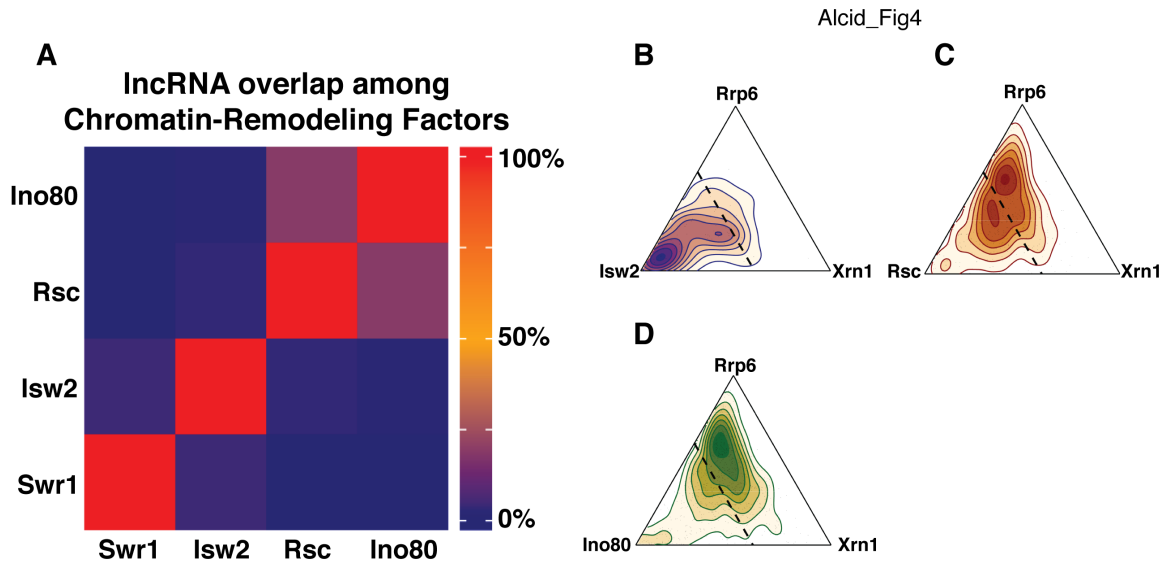 Alcid_Fig4
A
lncRNA overlap among
Chromatin-Remodeling Factors
Ino80
Rsc
Isw2
Swr1
Swr1 Isw2 Rsc Ino80
100%
50%
0%
B
Rrp6
Isw2
Xrn1
C
Rrp6
Rsc
Xrn1
D
Rrp6
Ino80
Xrn1